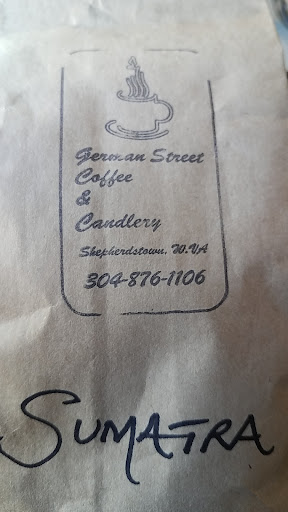 German Street
Coffee
&
Candlery
Shepherdstown, W.VA
304-876-1106
SUMATRA